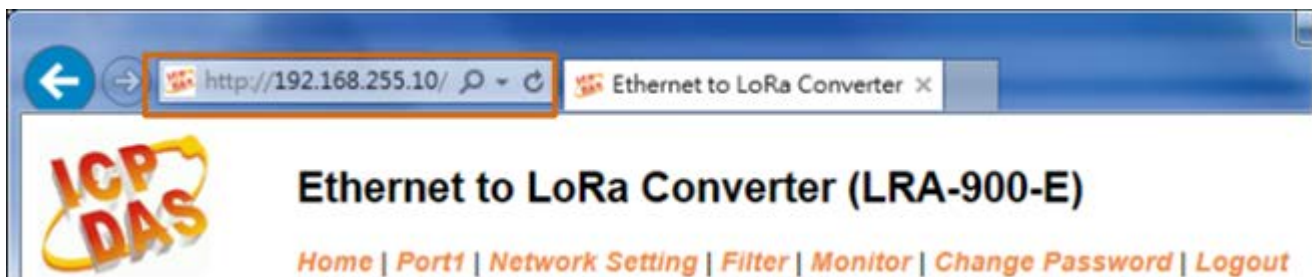 http://192.168.255.10/
Ethernet to LoRa Converter
ICP
DAS
Ethernet to LoRa Converter (LRA-900-E)
Home | Port1 | Network Setting | Filter | Monitor | Change Password | Logout